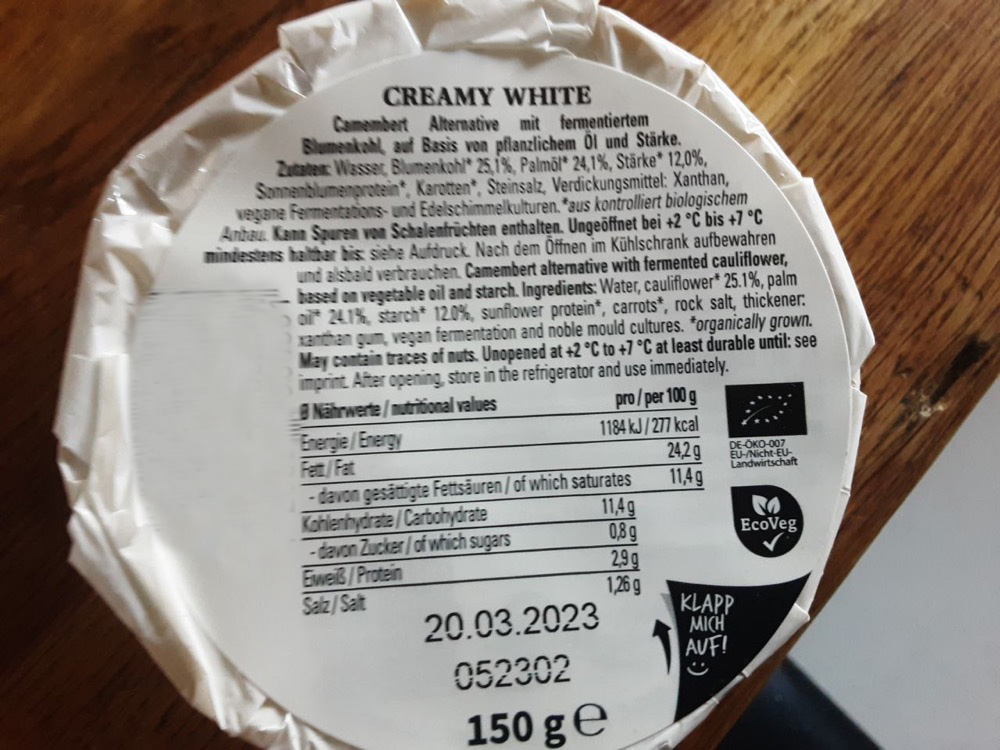 CREAMY WHITE
Camembert Alternative mit fermentiertem
Blumenkohl, auf Basis von pflanzlichem Öl und Stärke.
Zutaten: Wasser, Blumenkohl* 25,1%, Palmöl* 24,1%, Stärke* 12,0%,
Sonnenblumenprotein*, Karotten*, Steinsalz, Verdickungsmittel: Xanthan,
vegane Fermentations- und Edelschimmelkulturen. *aus kontrolliert biologischem
Anbau. Kann Spuren von Schalenfrüchten enthalten. Ungeöffnet bei +2 °C bis +7 °C
mindestens haltbar bis: siehe Aufdruck. Nach dem Öffnen im Kühlschrank aufbewahren
und alsbald verbrauchen. Camembert alternative with fermented cauliflower,
based on vegetable oil and starch. Ingredients: Water, cauliflower* 25.1%, palm
oil* 24.1%, starch* 12.0%, sunflower protein*, carrots*, rock salt, thickener:
xanthan gum, vegan fermentation and noble mould cultures. *organically grown.
May contain traces of nuts. Unopened at +2 °C to +7 °C at least durable until: see
imprint. After opening, store in the refrigerator and use immediately.
Ø Nährwerte / nutritional values pro / per 100 g
Energie / Energy 1184 kJ / 277 kcal
Fett / Fat 24,2 g
- davon gesättigte Fettsäuren / of which saturates 11,4 g
Kohlenhydrate / Carbohydrate 11,4 g
- davon Zucker / of which sugars 0,8 g
Eiweiß / Protein 2,9 g
Salz / Salt 1,26 g
DE-ÖKO-007
EU-/Nicht-EU-
Landwirtschaft
EcoVeg
KLAPP
MICH
AUF!
20.03.2023
052302
150 g e